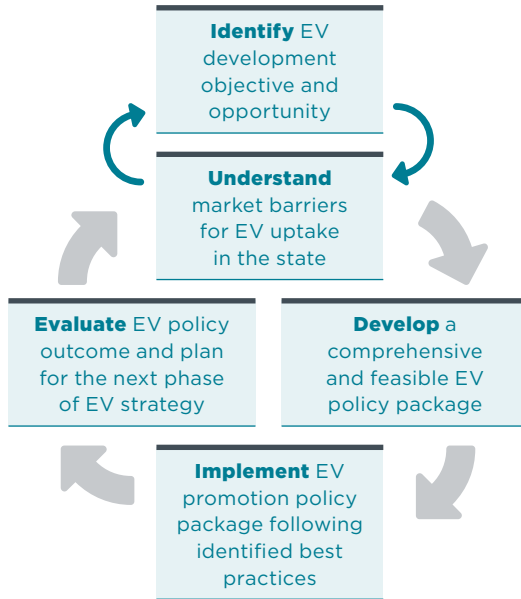 Identify EV
development
objective and
opportunity
Understand
market barriers
for EV uptake
in the state
Evaluate EV policy
outcome and plan
for the next phase
of EV strategy
Develop a
comprehensive
and feasible EV
policy package
Implement EV
promotion policy
package following
identified best
practices